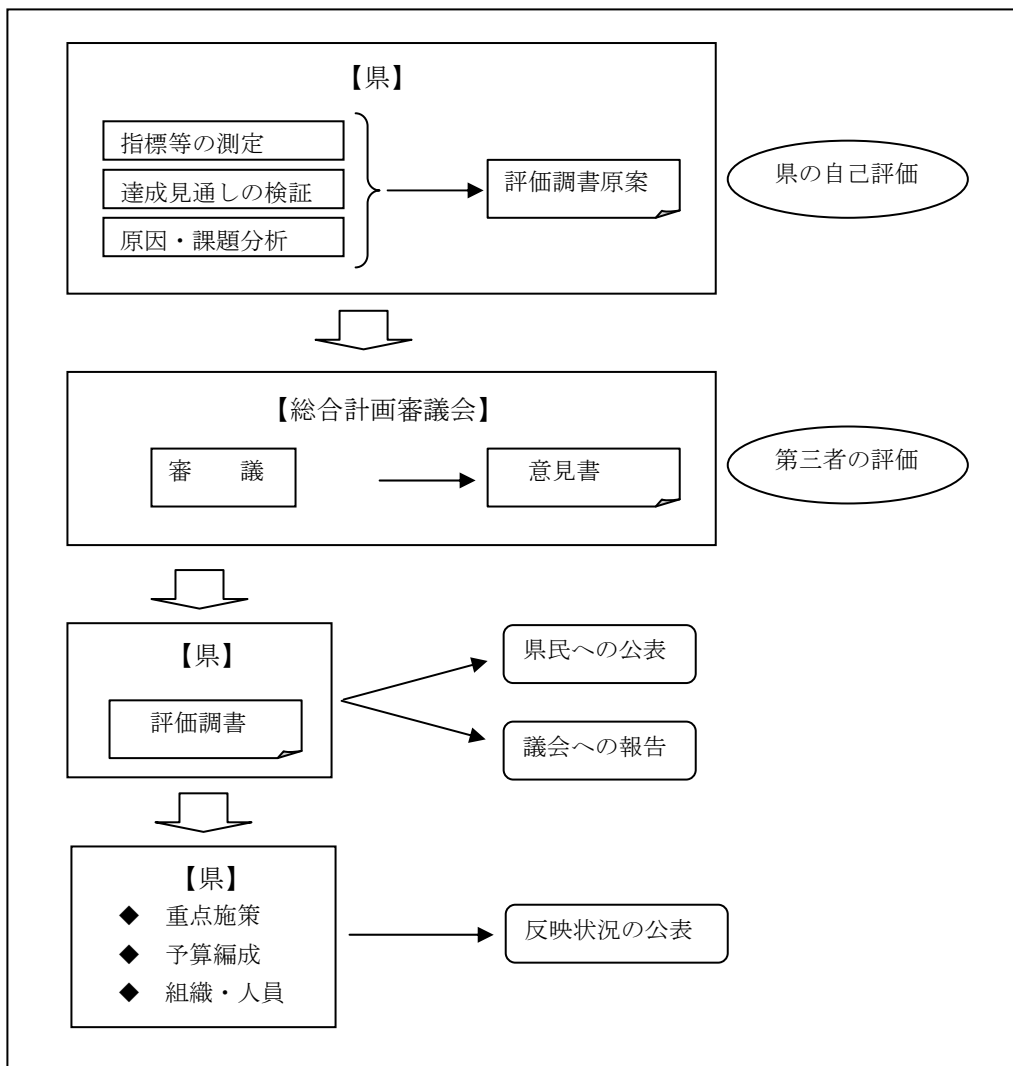 【県】
指標等の測定
達成見通しの検証
原因・課題分析
評価調書原案
県の自己評価
【総合計画審議会】
審　　議
意見書
第三者の評価
【県】
評価調書
県民への公表
議会への報告
【県】
◆ 重点施策
◆ 予算編成
◆ 組織・人員
反映状況の公表